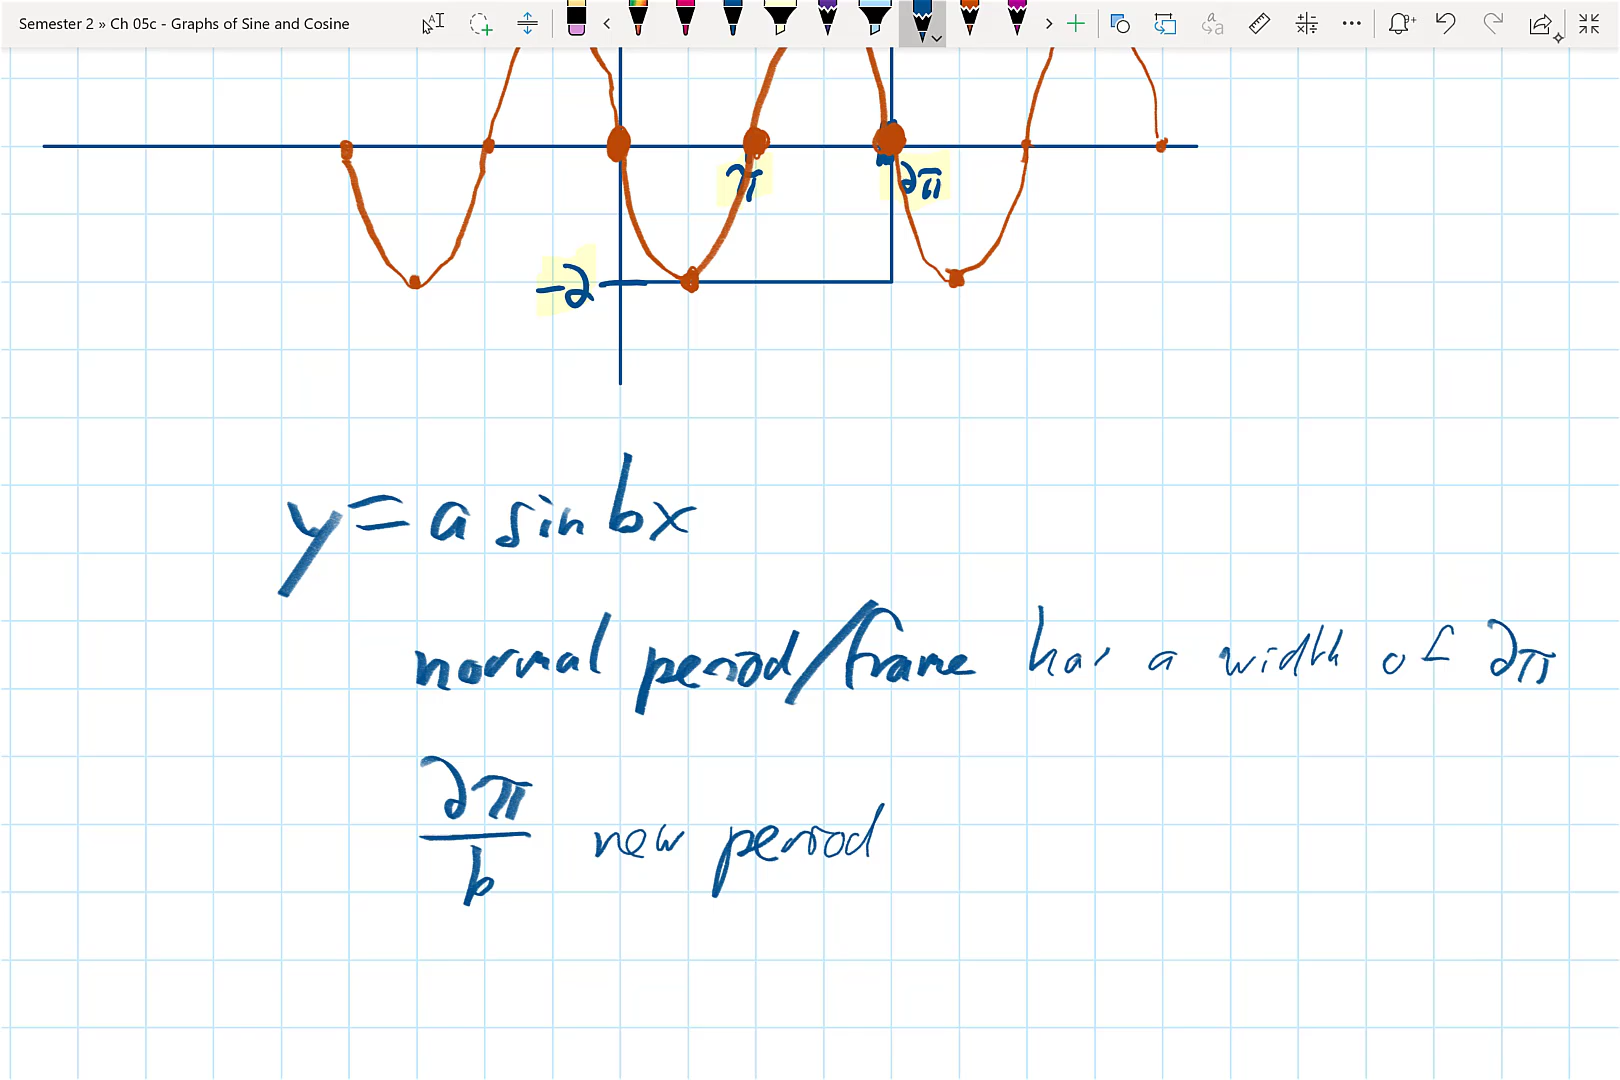 Semester 2 » Ch 05c - Graphs of Sine and Cosine
π 2π
-2
y = a sin bx
normal period/frame has a width of 2π
2π/b new period